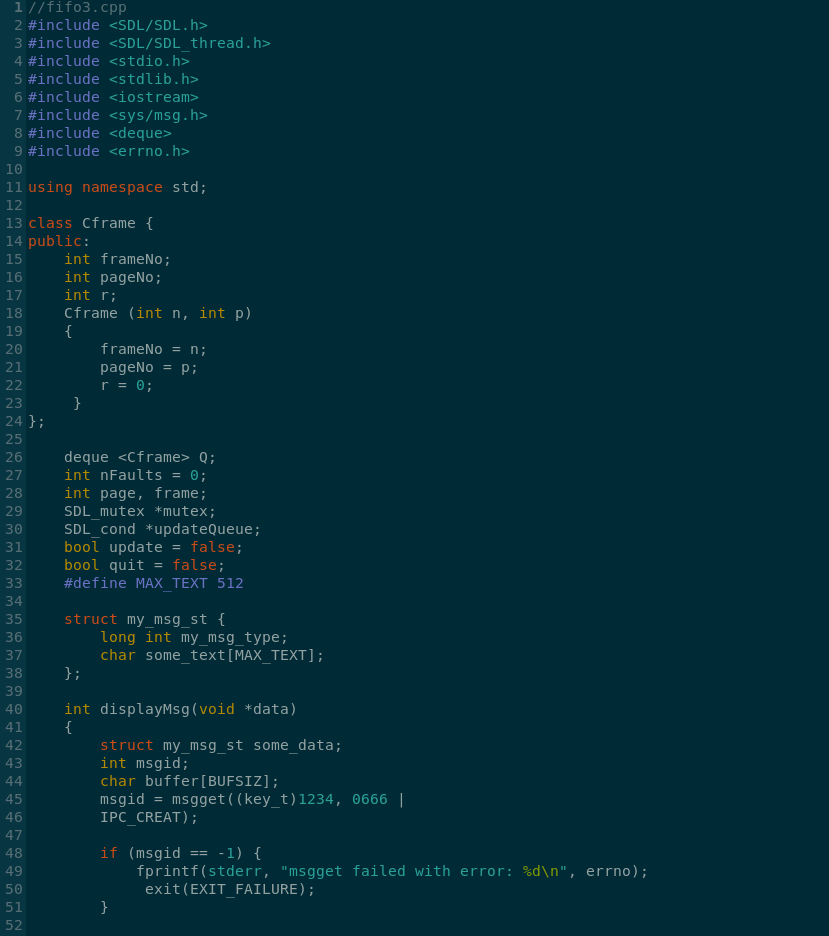 1 //fifo3.cpp
2 #include <SDL/SDL.h>
3 #include <SDL/SDL_thread.h>
4 #include <stdio.h>
5 #include <stdlib.h>
6 #include <iostream>
7 #include <sys/msg.h>
8 #include <deque>
9 #include <errno.h>
10
11 using namespace std;
12
13 class Cframe {
14 public:
15     int frameNo;
16     int pageNo;
17     int r;
18     Cframe (int n, int p)
19     {
20         frameNo = n;
21         pageNo = p;
22         r = 0;
23      }
24 };
25
26     deque <Cframe> Q;
27     int nFaults = 0;
28     int page, frame;
29     SDL_mutex *mutex;
30     SDL_cond *updateQueue;
31     bool update = false;
32     bool quit = false;
33     #define MAX_TEXT 512
34
35     struct my_msg_st {
36         long int my_msg_type;
37         char some_text[MAX_TEXT];
38     };
39
40     int displayMsg(void *data)
41     {
42         struct my_msg_st some_data;
43         int msgid;
44         char buffer[BUFSIZ];
45         msgid = msgget((key_t)1234, 0666 |
46         IPC_CREAT);
47
48         if (msgid == -1) {
49             fprintf(stderr, "msgget failed with error: %d\n", errno);
50              exit(EXIT_FAILURE);
51         }
52